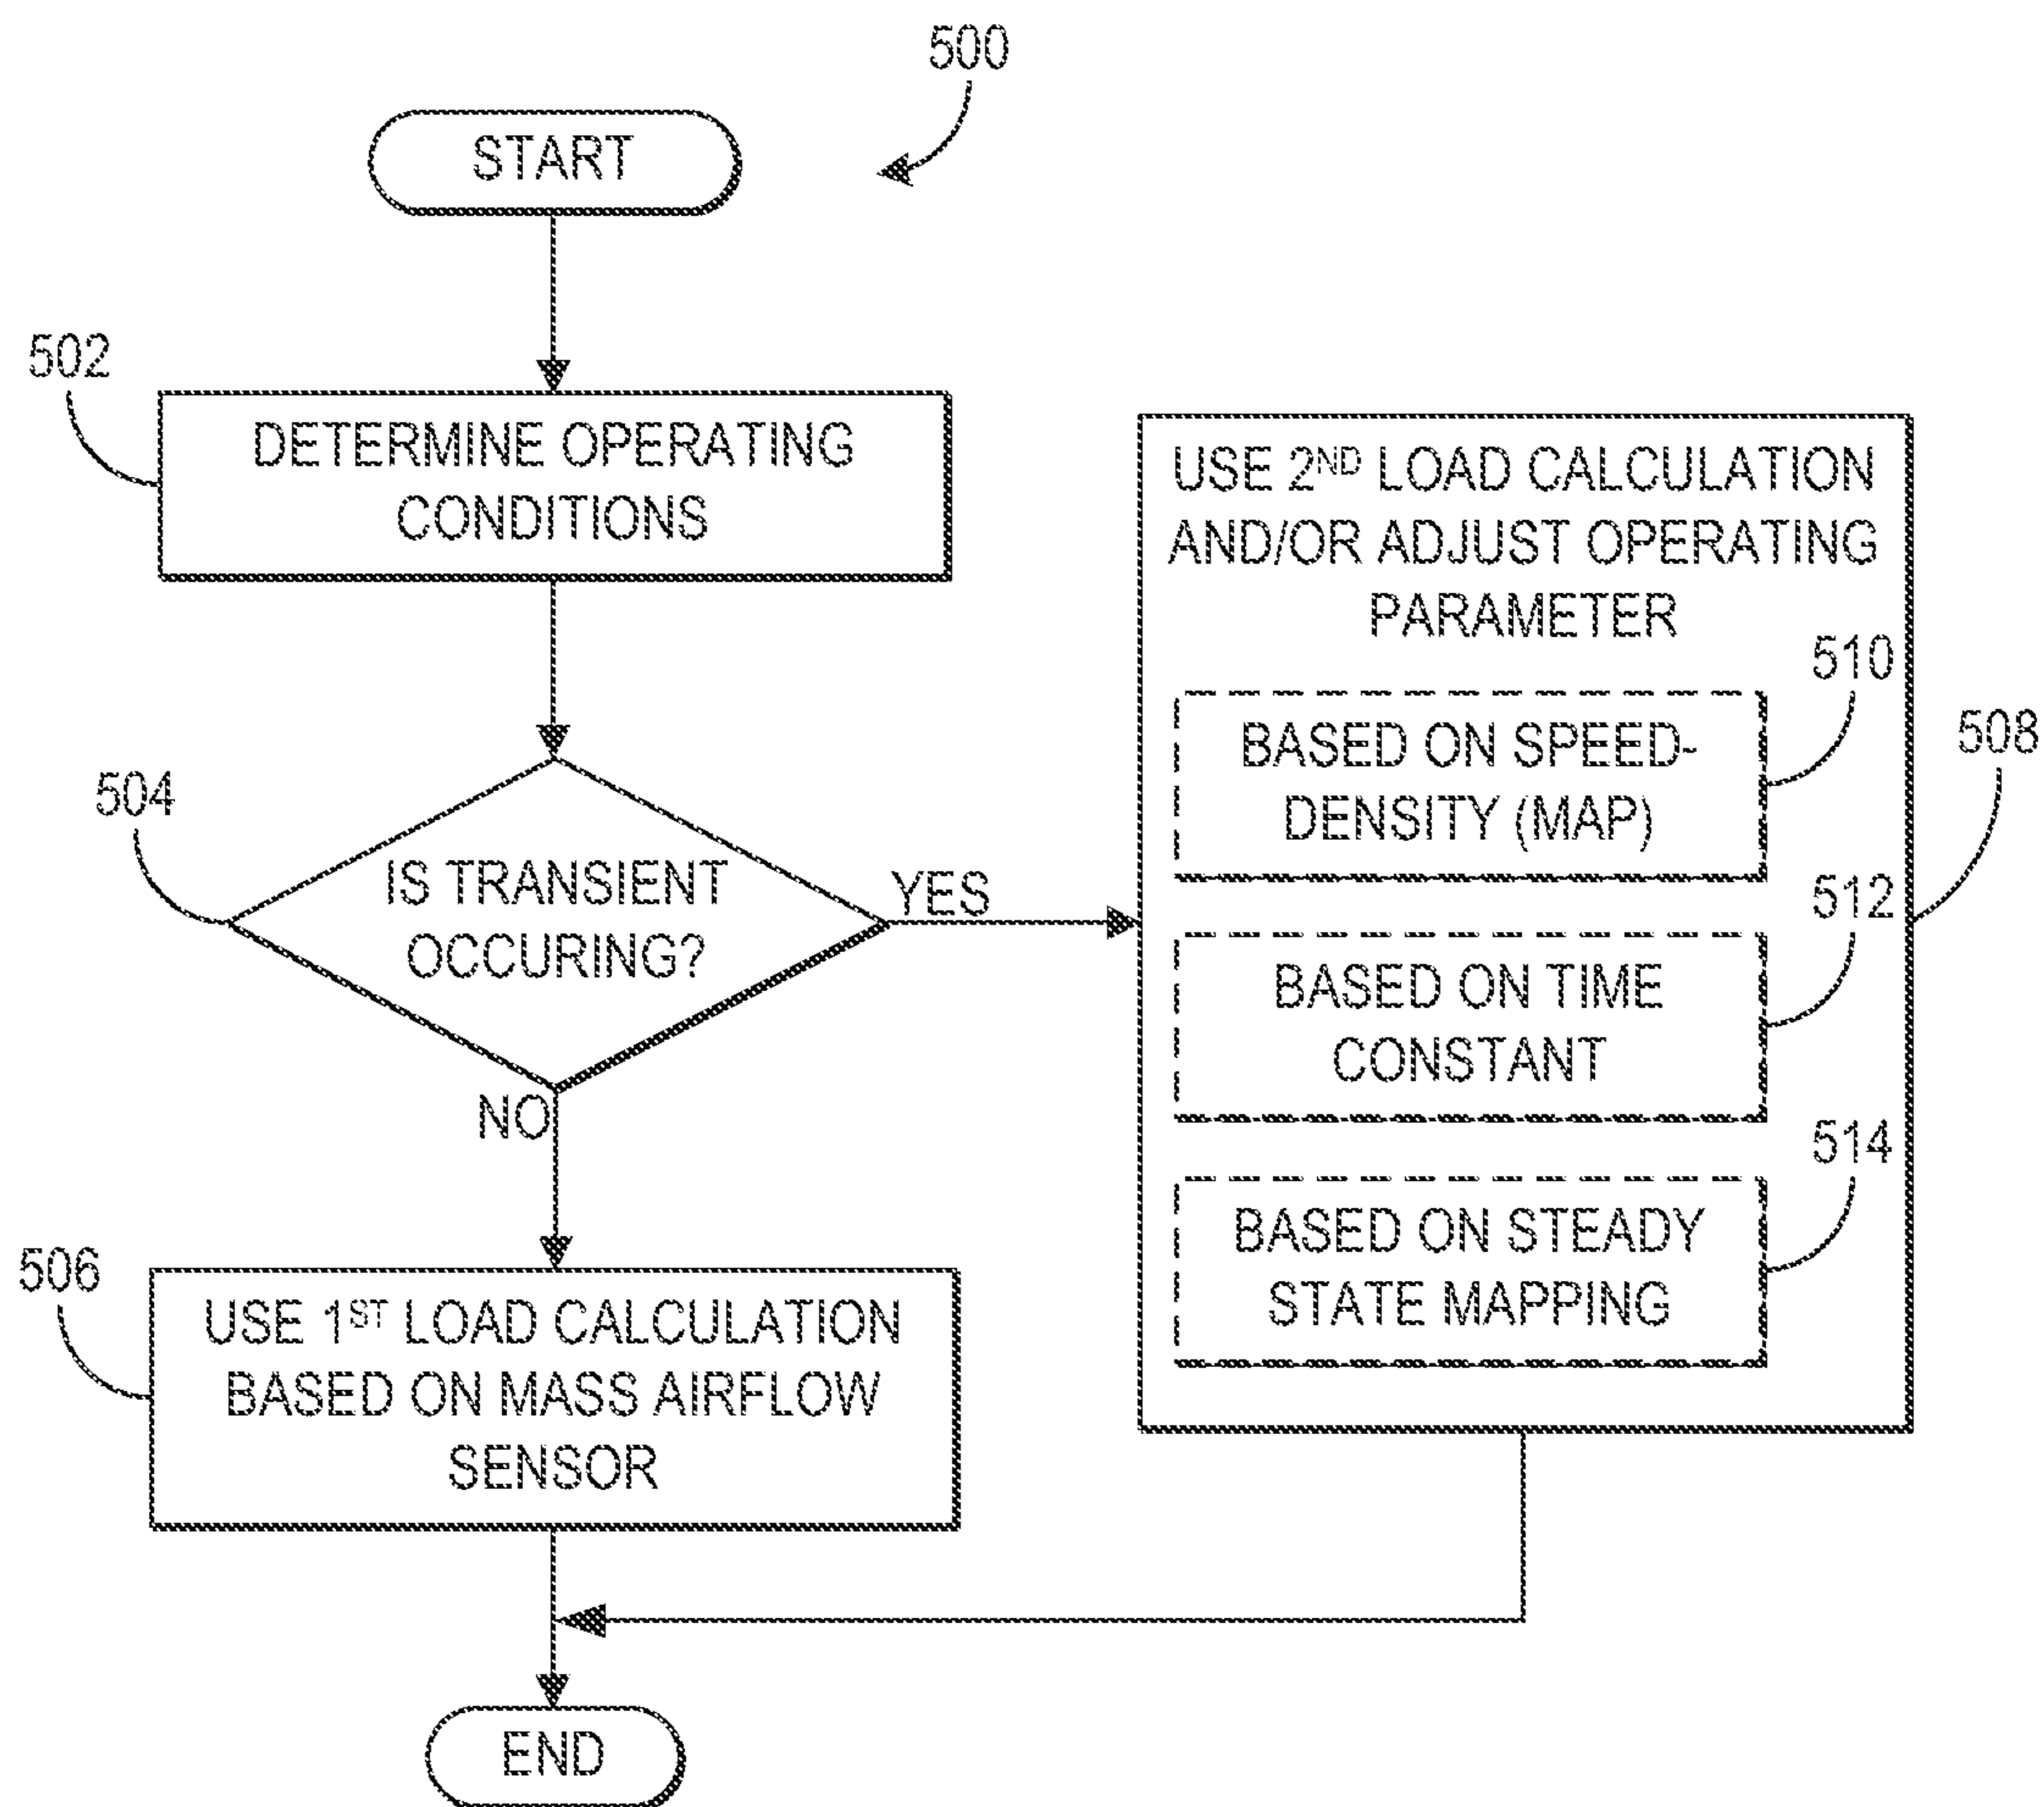 500
START
502
DETERMINE OPERATING
CONDITIONS
504
IS TRANSIENT
OCCURING?
YES
NO
506
USE 1ST LOAD CALCULATION
BASED ON MASS AIRFLOW
SENSOR
USE 2ND LOAD CALCULATION
AND/OR ADJUST OPERATING
PARAMETER
508
510
BASED ON SPEED-
DENSITY (MAP)
512
BASED ON TIME
CONSTANT
514
BASED ON STEADY
STATE MAPPING
END